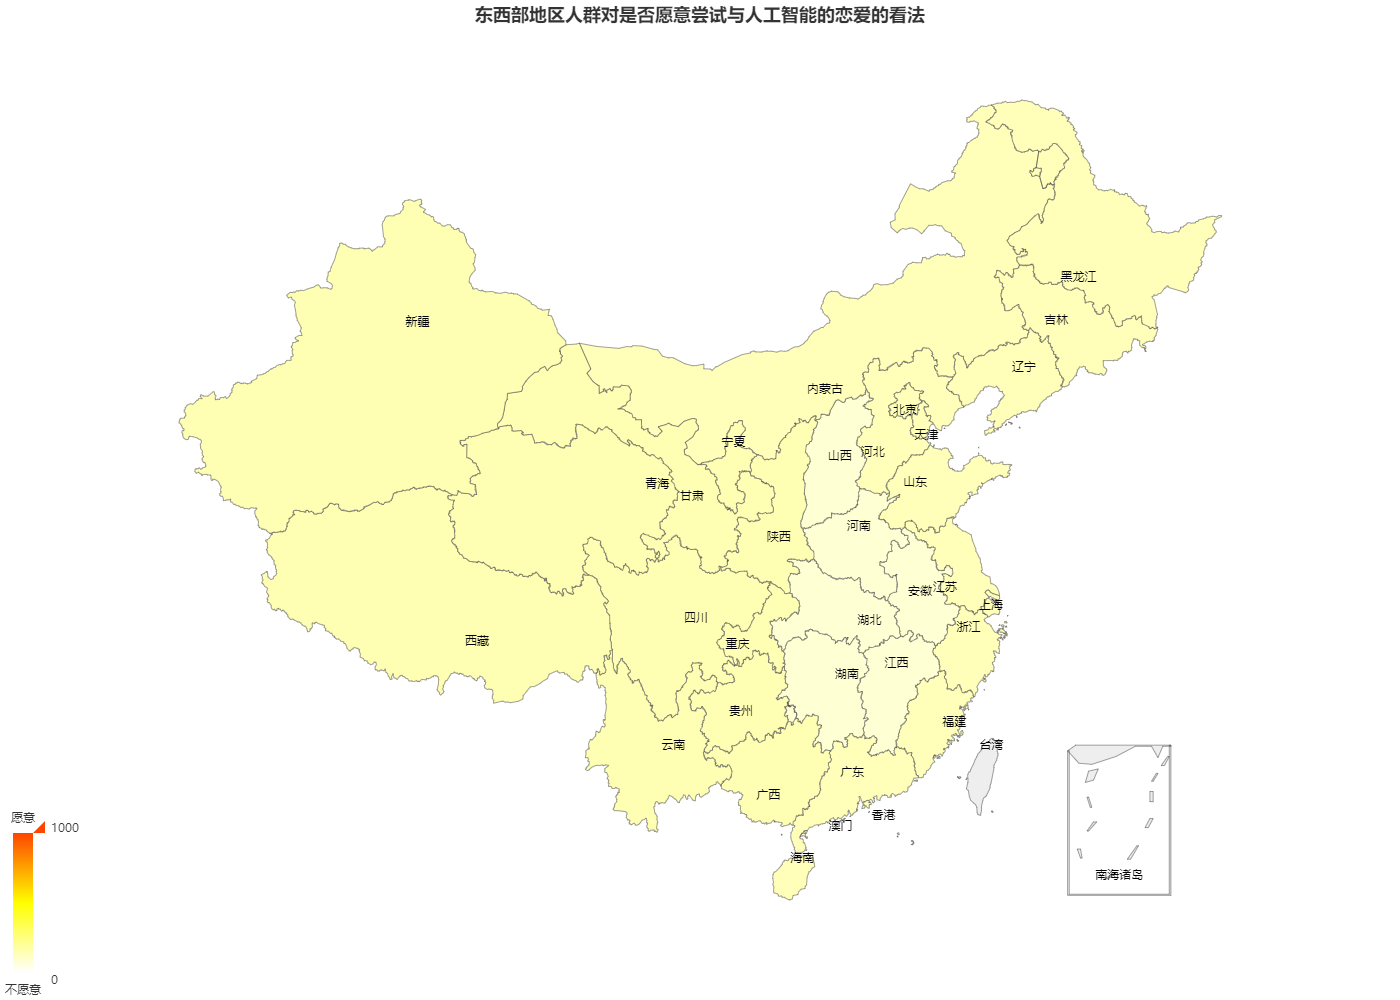 东西部地区人群对是否愿意尝试与人工智能的恋爱的看法
黑龙江
新疆
吉林
辽宁
内蒙古
北京
天津
宁夏
河北
山西
青海
山东
甘肃
河南
陕西
江苏
安徽
上海
四川
湖北
浙江
西藏
重庆
江西
湖南
贵州
福建
云南
台湾
广东
广西
香港
澳门
海南
南海诸岛
愿意
1000
0
不愿意